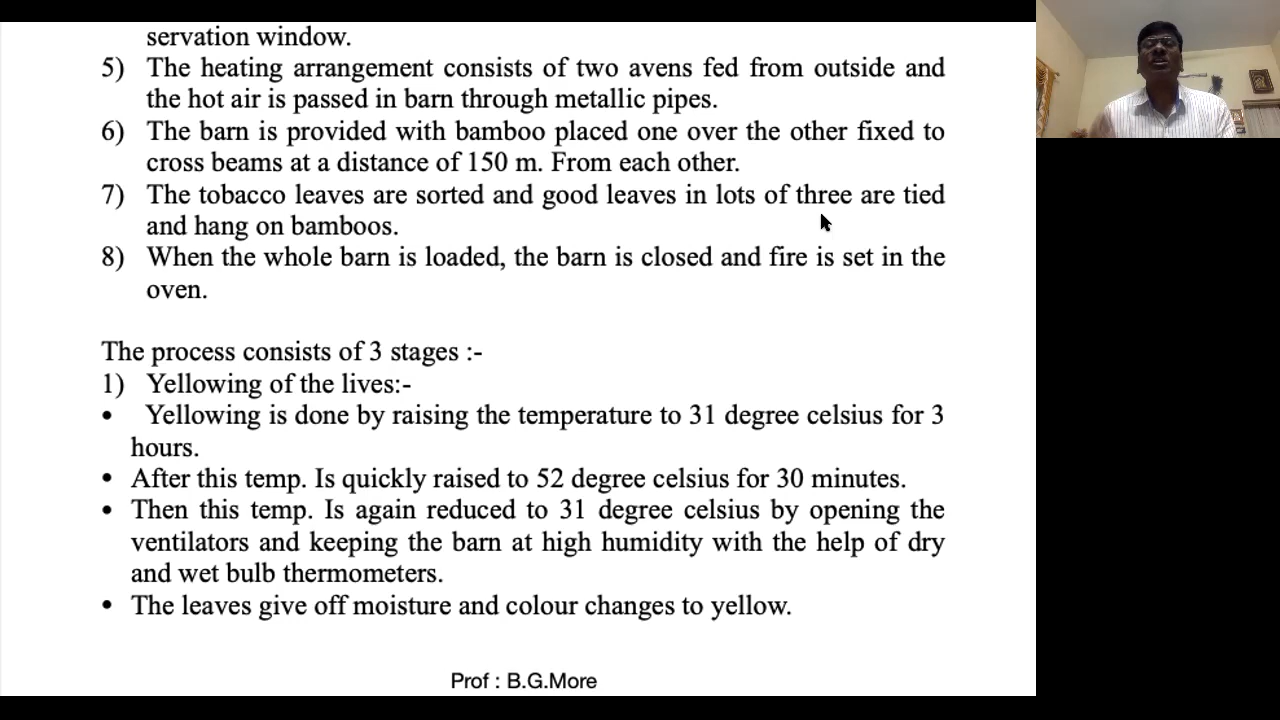 servation window.
5) The heating arrangement consists of two avens fed from outside and
the hot air is passed in barn through metallic pipes.
6) The barn is provided with bamboo placed one over the other fixed to
cross beams at a distance of 150 m. From each other.
7) The tobacco leaves are sorted and good leaves in lots of three are tied
and hang on bamboos.
8) When the whole barn is loaded, the barn is closed and fire is set in the
oven.
The process consists of 3 stages :-
1) Yellowing of the lives:-
• Yellowing is done by raising the temperature to 31 degree celsius for 3
hours.
• After this temp. Is quickly raised to 52 degree celsius for 30 minutes.
• Then this temp. Is again reduced to 31 degree celsius by opening the
ventilators and keeping the barn at high humidity with the help of dry
and wet bulb thermometers.
• The leaves give off moisture and colour changes to yellow.
Prof : B.G.More